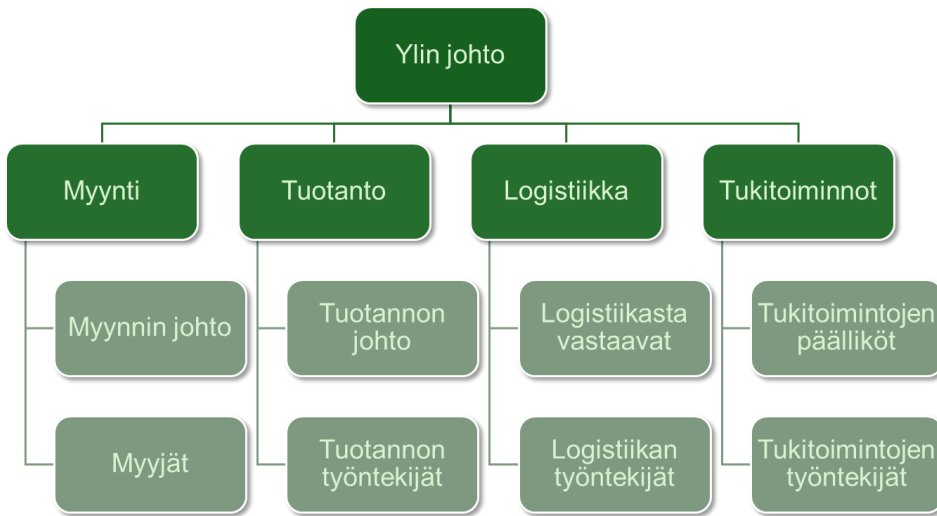 Ylin johto
Myynti
Tuotanto
Logistiikka
Tukitoiminnot
Myynnin johto
Tuotannon
johto
Logistiikasta
vastaavat
Tukitoimintojen
päälliköt
Myyjät
Tuotannon
työntekijät
Logistiikan
työntekijät
Tukitoimintojen
työntekijät